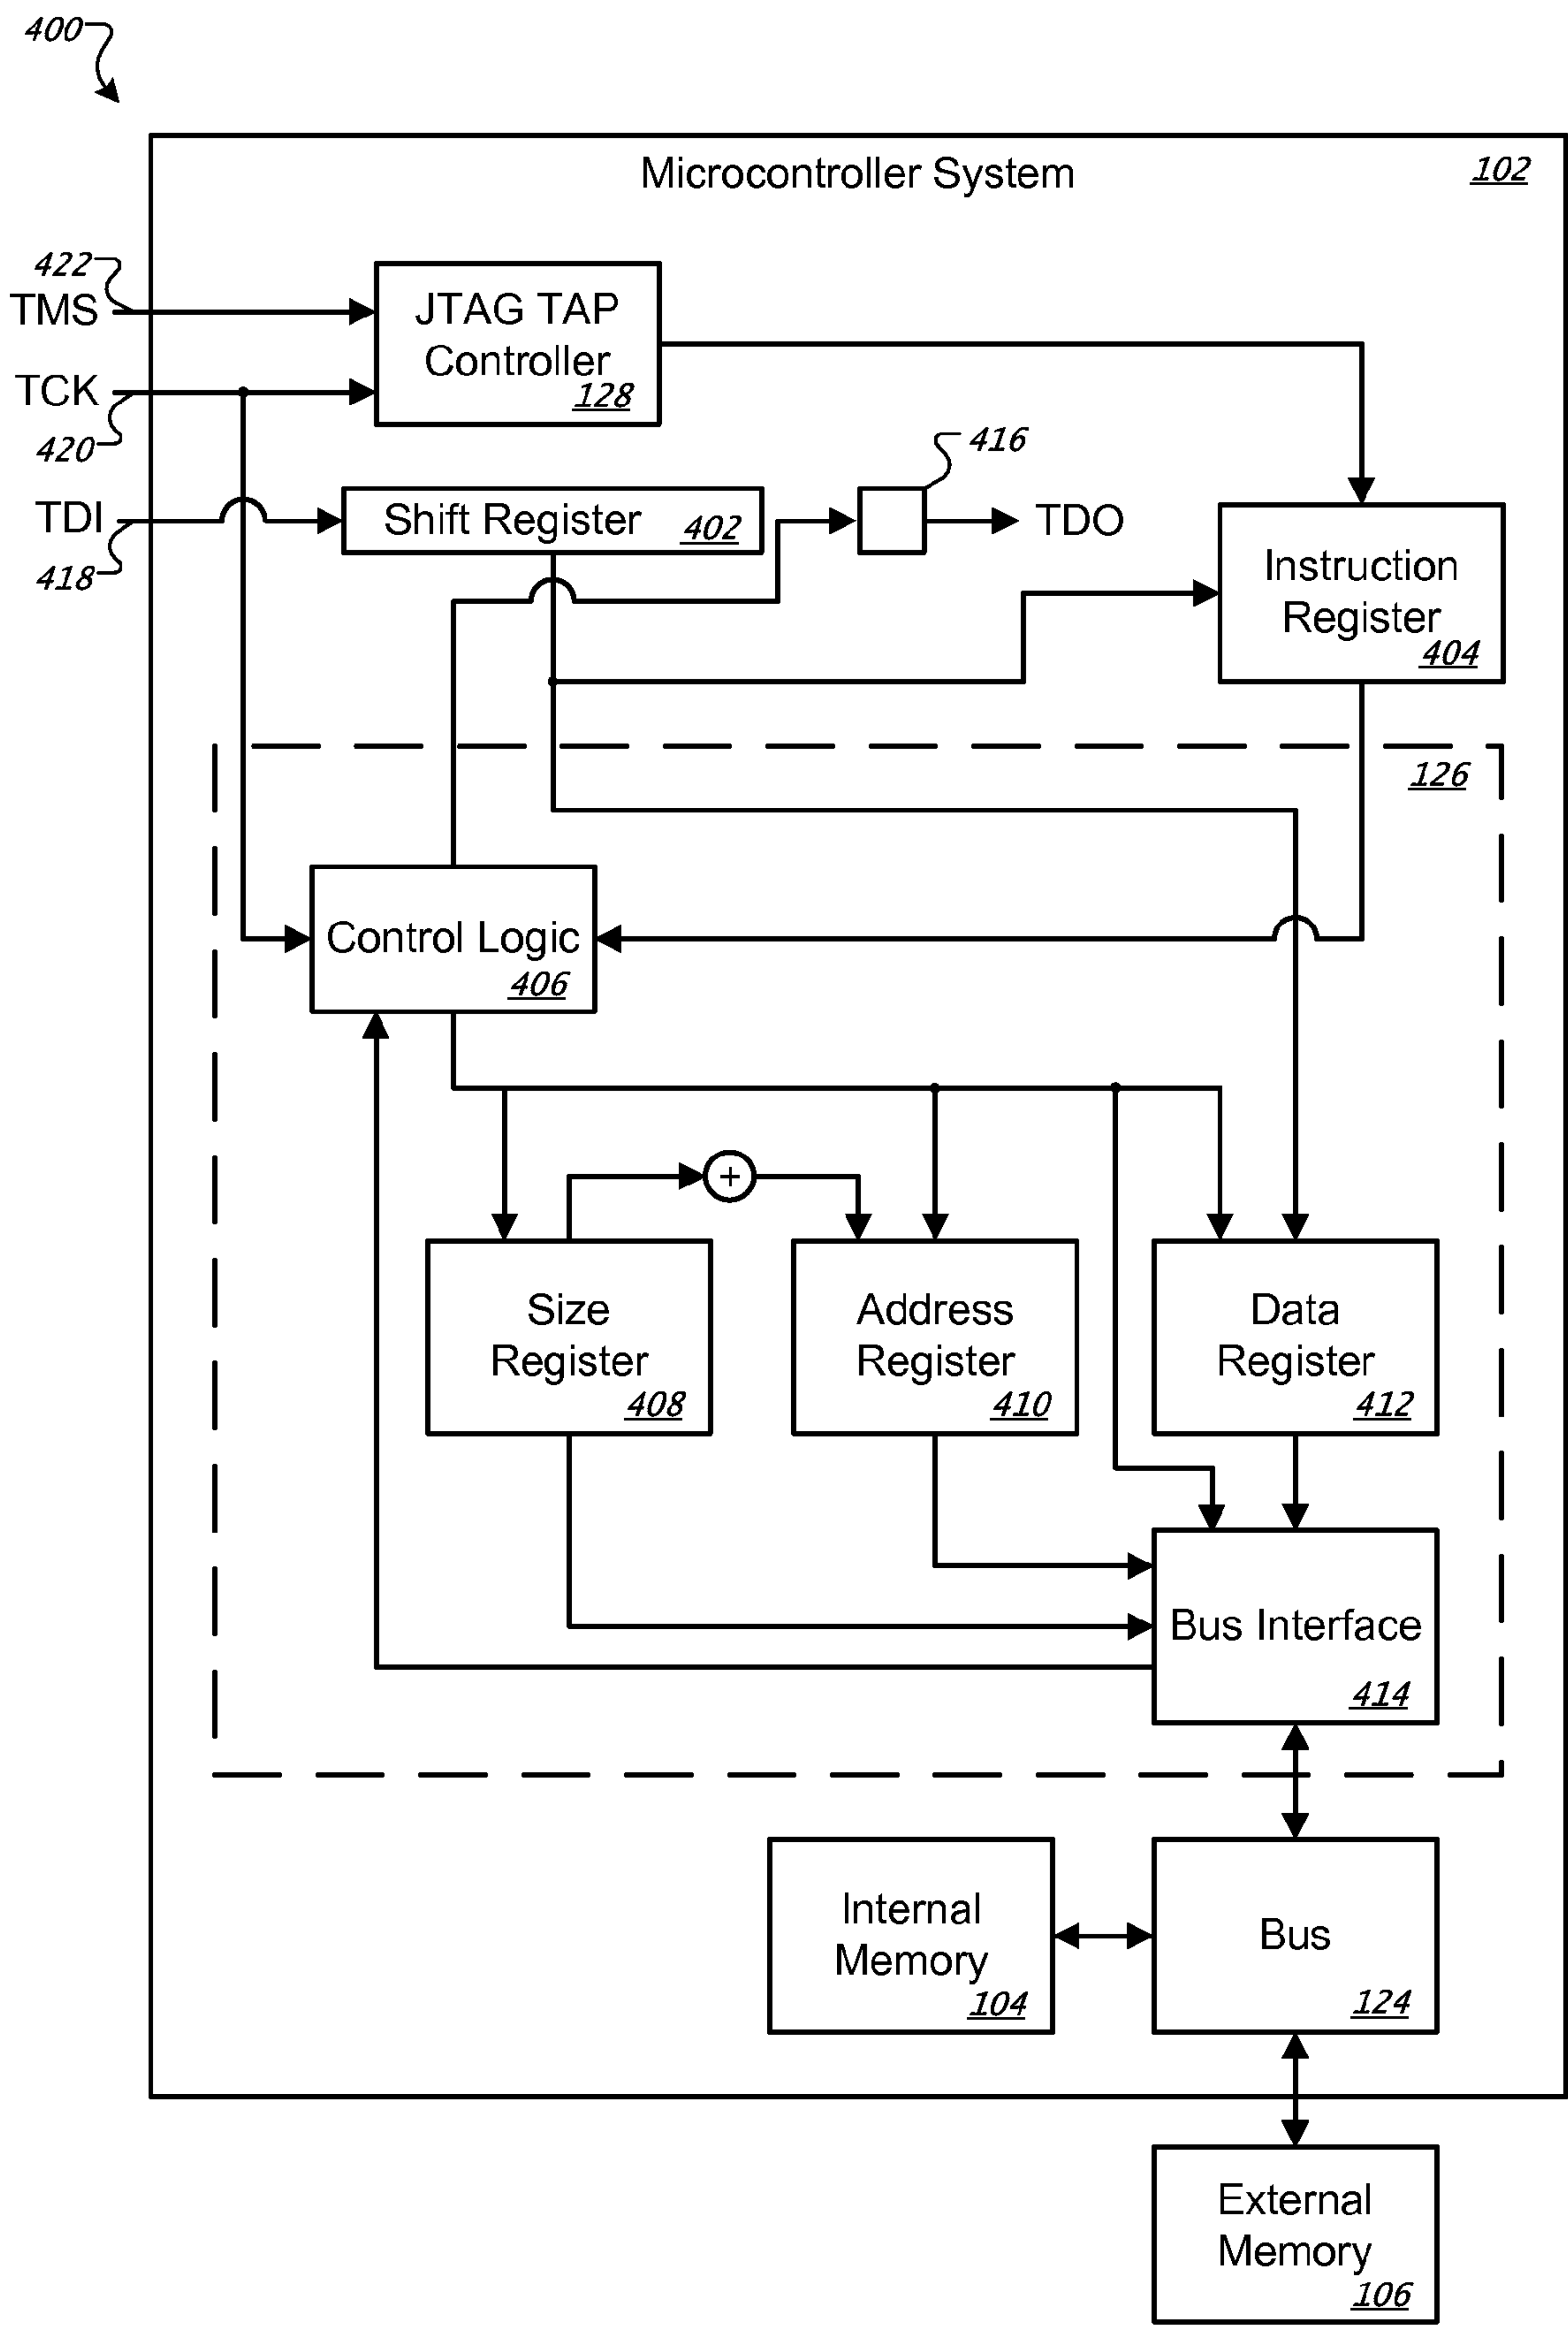 400
Microcontroller System
102
422
TMS
JTAG TAP
Controller
128
TCK
420
416
TDI
Shift Register
402
TDO
418
Instruction
Register
404
126
Control Logic
406
+
Size
Register
408
Address
Register
410
Data
Register
412
Bus Interface
414
Internal
Memory
104
Bus
124
External
Memory
106